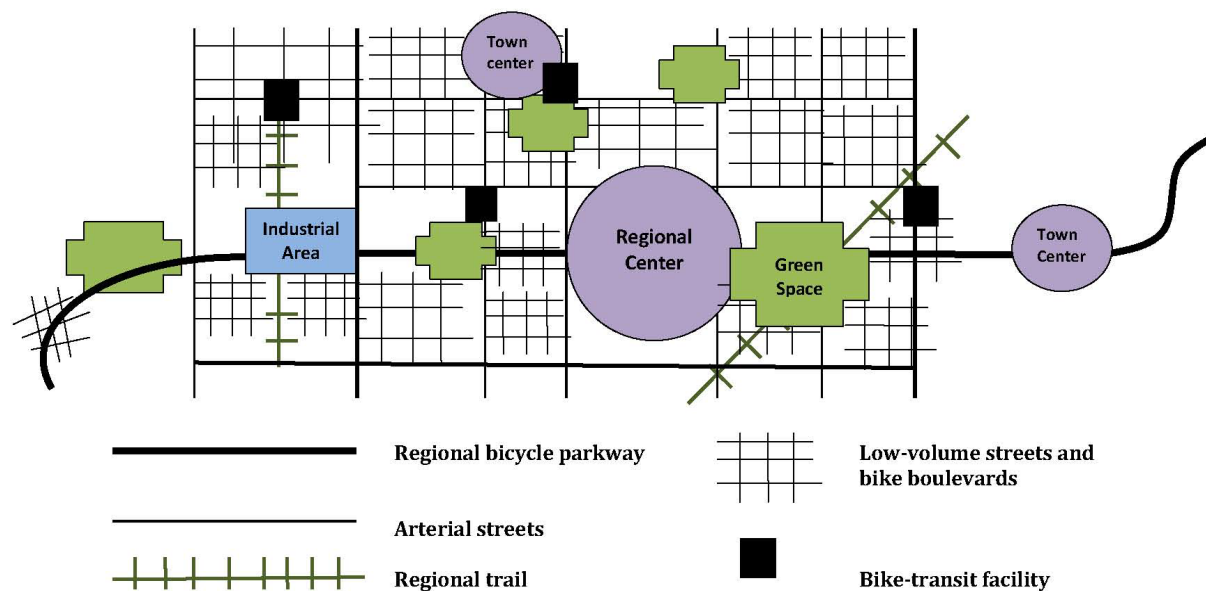 Town
center
Industrial
Area
Regional
Center
Green
Space
Town
Center
Regional bicycle parkway
Arterial streets
Regional trail
Low-volume streets and
bike boulevards
Bike-transit facility